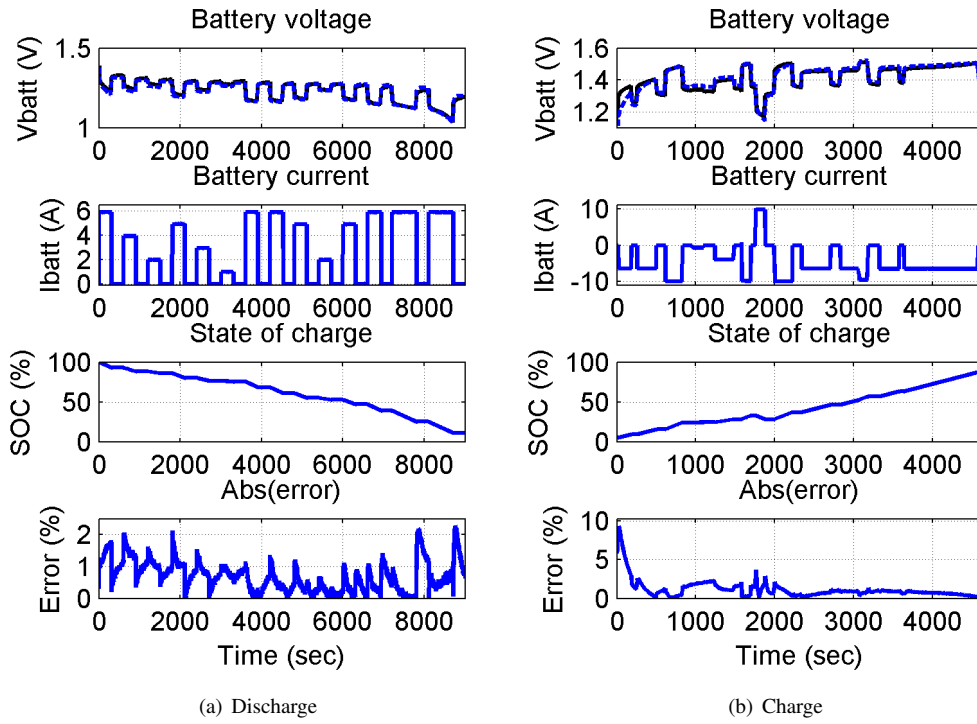 Battery voltage
Vbatt (V)
1.5
1
0 2000 4000 6000 8000
Battery current
Ibatt (A)
6
4
2
0
0 2000 4000 6000 8000
State of charge
SOC (%)
100
50
0
0 2000 4000 6000 8000
Abs(error)
Error (%)
2
1
0
0 2000 4000 6000 8000
Time (sec)
(a) Discharge
Battery voltage
Vbatt (V)
1.6
1.4
1.2
0 1000 2000 3000 4000
Battery current
Ibatt (A)
10
0
-10
0 1000 2000 3000 4000
State of charge
SOC (%)
100
50
0
0 1000 2000 3000 4000
Abs(error)
Error (%)
10
5
0
0 1000 2000 3000 4000
Time (sec)
(b) Charge